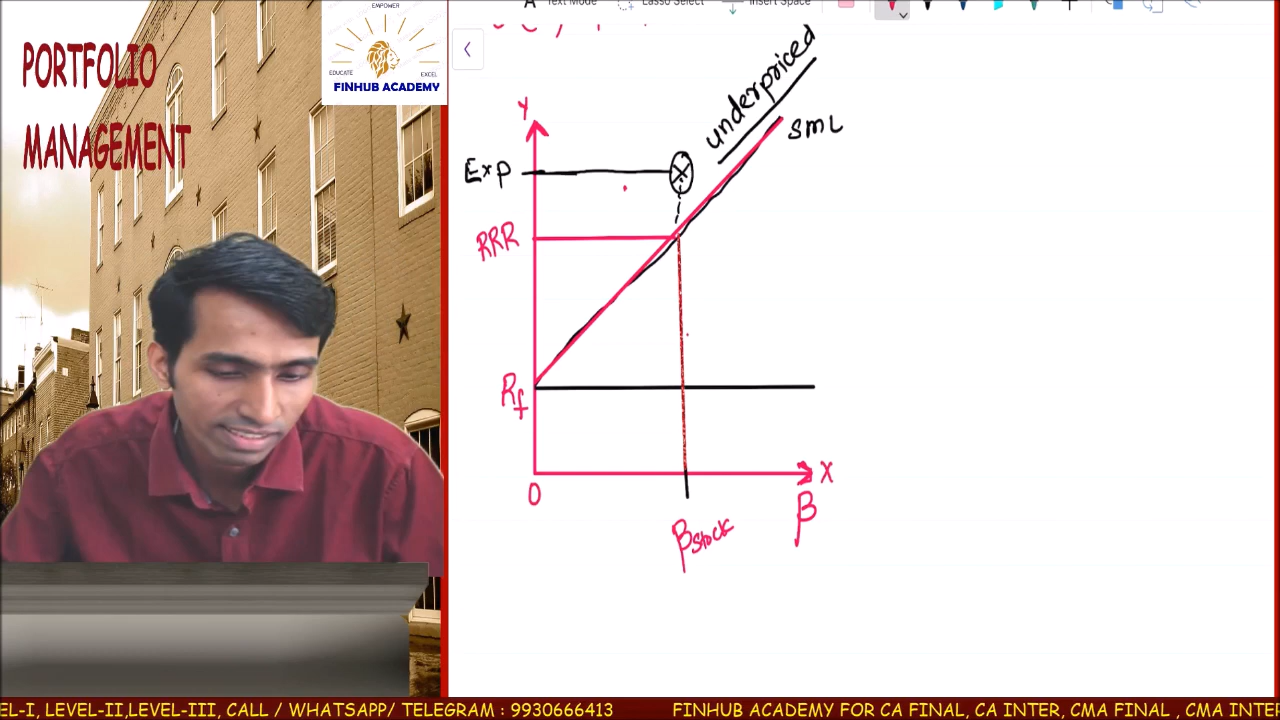 PORTFOLIO
MANAGEMENT
EMPOWER
EDUCATE
EXCEL
FINHUB ACADEMY
Text Mode
Lasso Select
Insert Space
underpriced
SML
Y
Exp
RRR
Rf
0
X
β
βstock
EL-I, LEVEL-II,LEVEL-III, CALL / WHATSAPP/ TELEGRAM : 9930666413 FINHUB ACADEMY FOR CA FINAL, CA INTER, CMA FINAL , CMA INTE